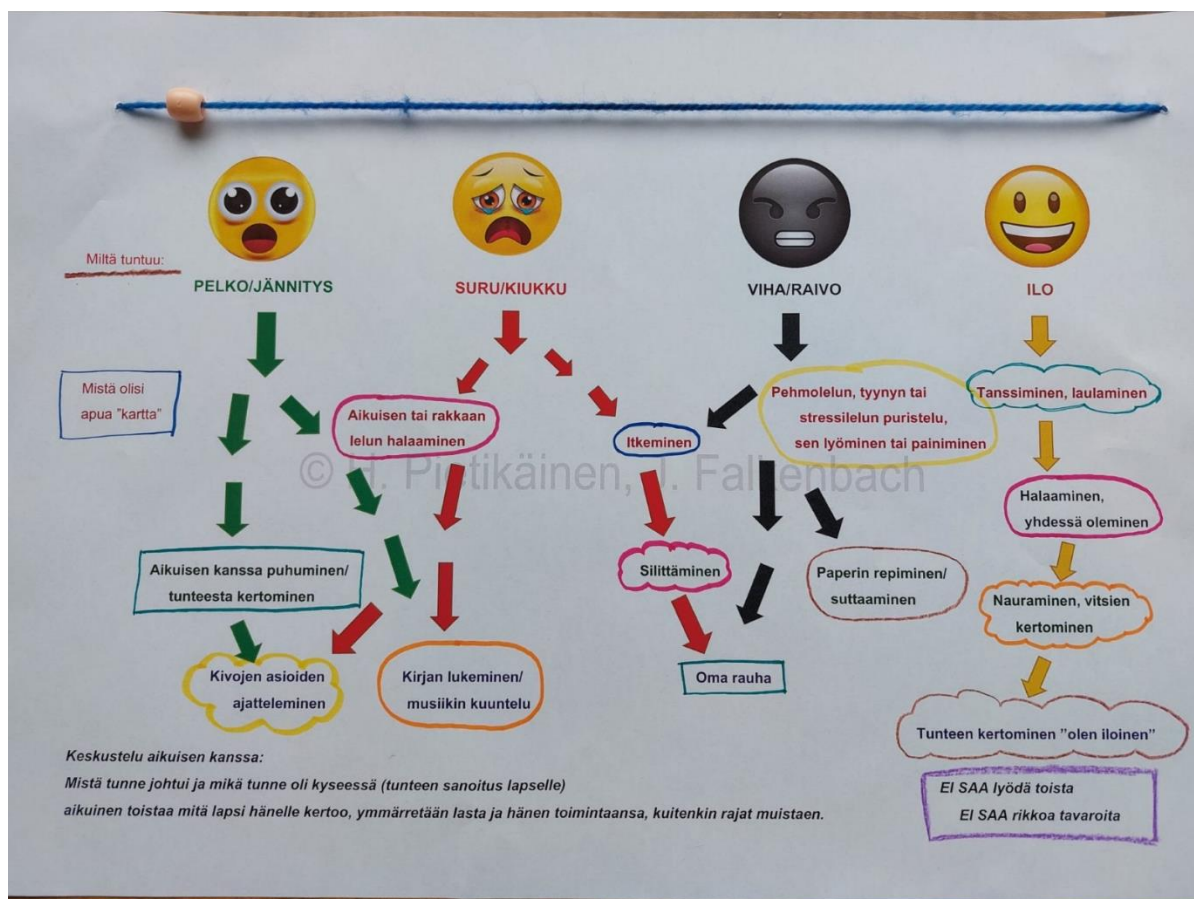 Miltä tuntuu:
PELKO/JÄNNITYS
SURU/KIUKKU
VIHA/RAIVO
ILO
Mistä olisi
apua "kartta"
Aikuisen tai rakkaan
lelun halaaminen
Itkeminen
Pehmolelun, tyynyn tai
stressilelun puristelu,
sen lyöminen tai painiminen
Tanssiminen, laulaminen
© H. Pietikäinen, J. Falkenbach
Halaaminen,
yhdessä oleminen
Aikuisen kanssa puhuminen/
tunteesta kertominen
Silittäminen
Paperin repiminen/
suttaaminen
Nauraminen, vitsien
kertominen
Kivojen asioiden
ajatteleminen
Kirjan lukeminen/
musiikin kuuntelu
Oma rauha
Tunteen kertominen "olen iloinen"
Keskustelu aikuisen kanssa:
Mistä tunne johtui ja mikä tunne oli kyseessä (tunteen sanoitus lapselle)
aikuinen toistaa mitä lapsi hänelle kertoo, ymmärretään lasta ja hänen toimintaansa, kuitenkin rajat muistaen.
EI SAA lyödä toista
EI SAA rikkoa tavaroita